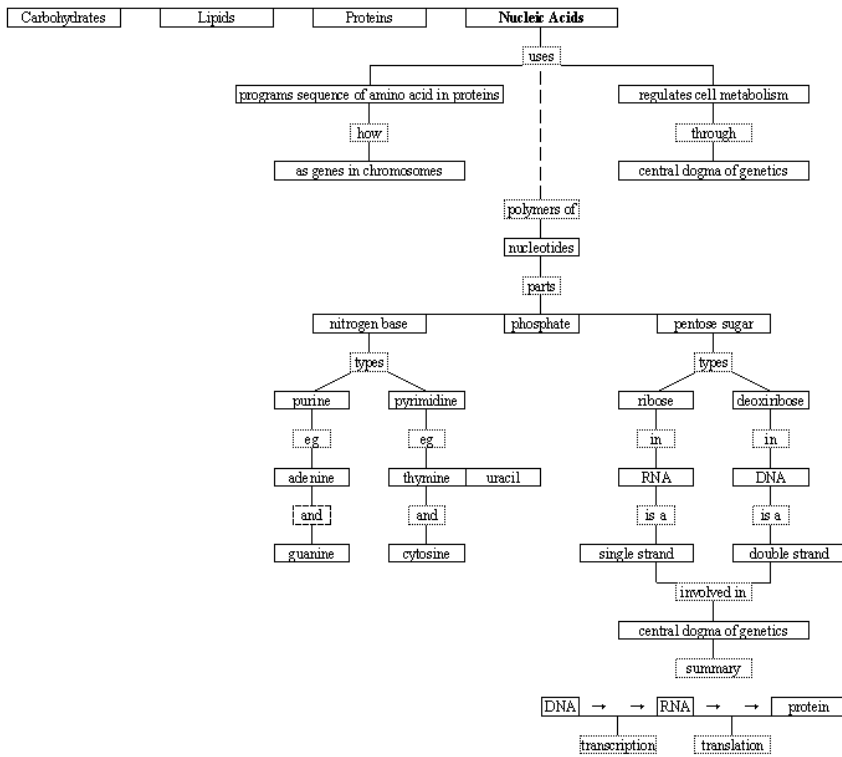 Carbohydrates Lipids Proteins Nucleic Acids
uses
programs sequence of amino acid in proteins regulates cell metabolism
how through
as genes in chromosomes central dogma of genetics
polymers of
nucleotides
parts
nitrogen base phosphate pentose sugar
types types
purine pyrimidine ribose deoxiribose
eg eg in in
adenine thymine uracil RNA DNA
and and is a is a
guanine cytosine single strand double strand
involved in
central dogma of genetics
summary
DNA → → RNA → → protein
transcription translation